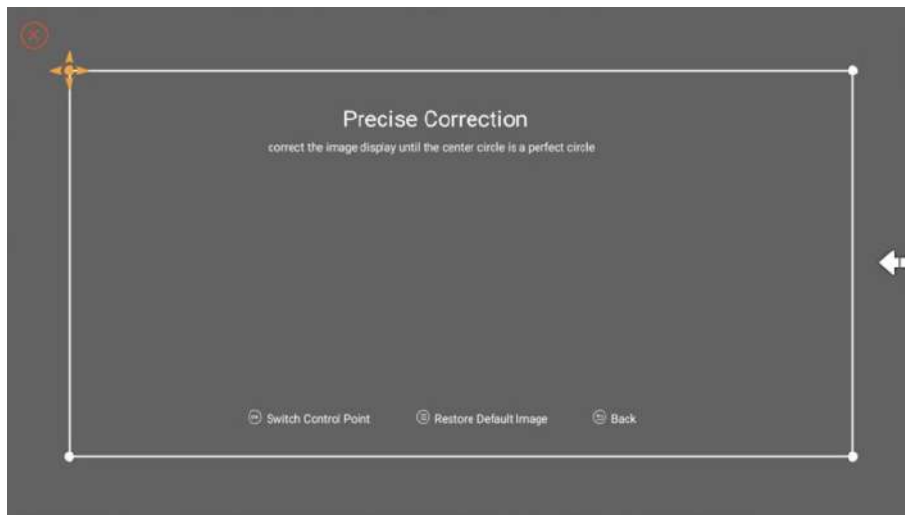 Precise Correction
correct the image display until the center circle is a perfect circle
Switch Control Point
Restore Default Image
Back